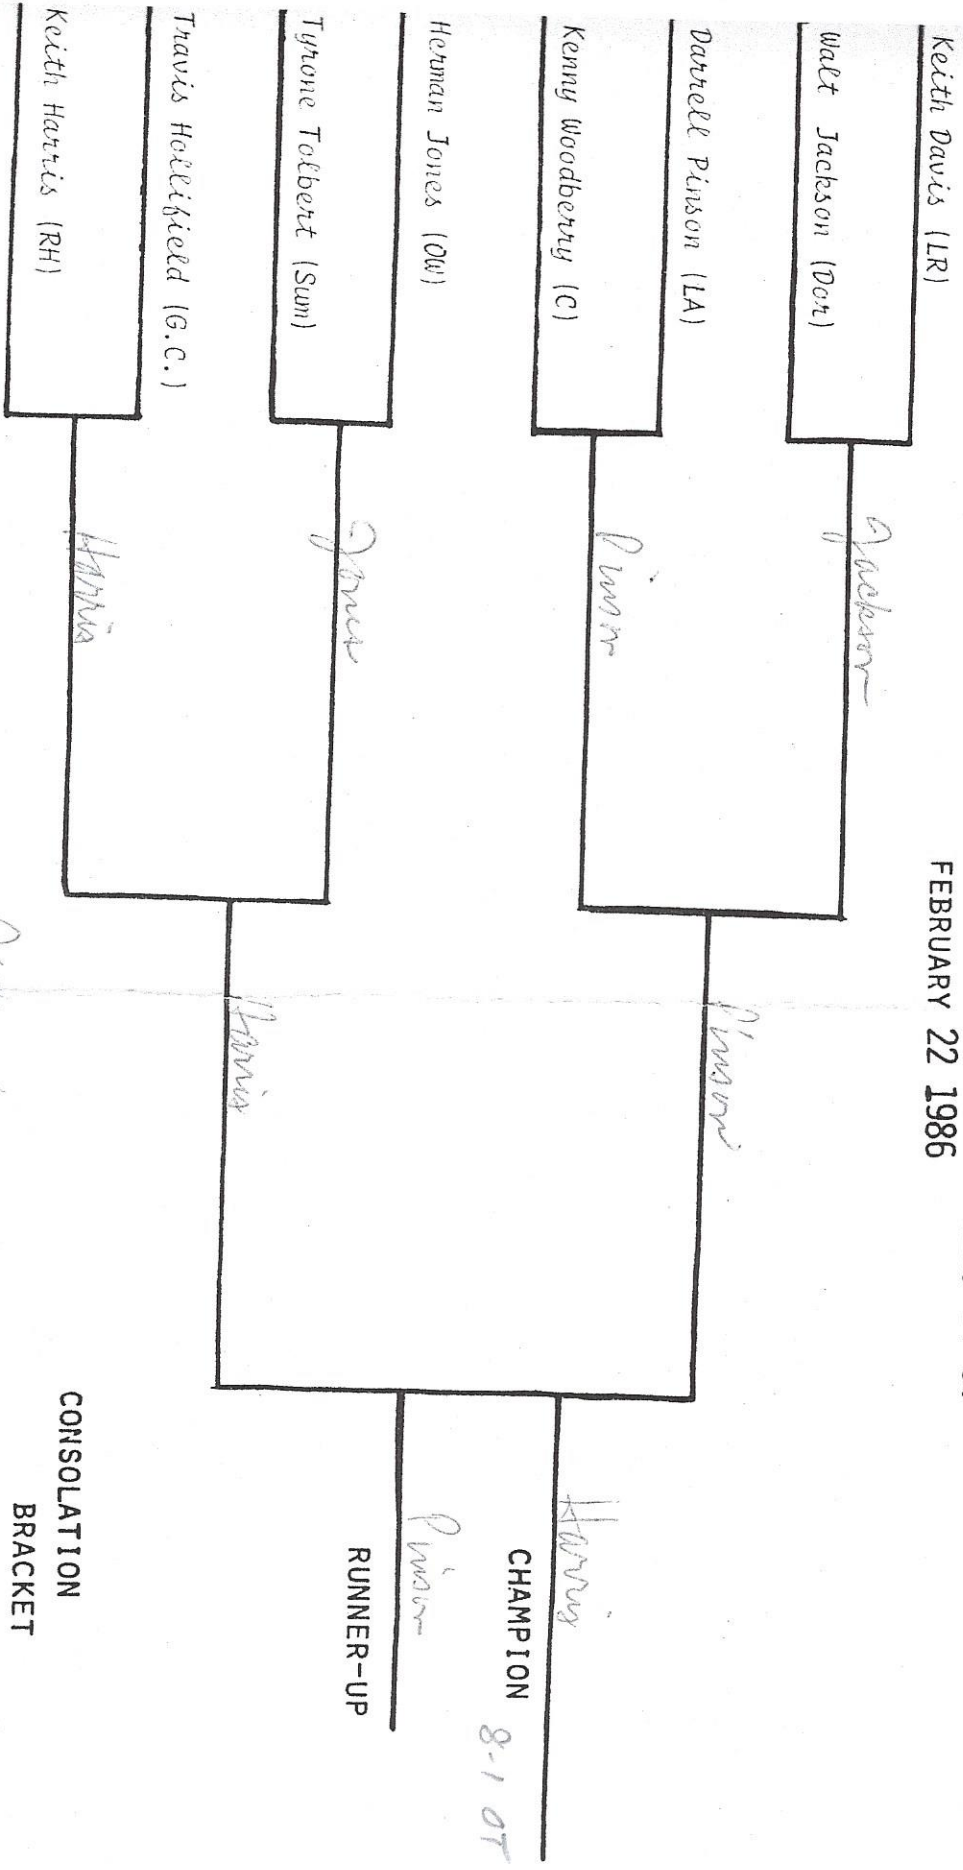 FEBRUARY 22 1986
Keith Davis (LR)
Jackson
Walt Jackson (Dor)
Pinson
Darrell Pinson (LA)
Pinson
Kenny Woodberry (C)
Harris
CHAMPION
8-1 OT
Herman Jones (OW)
Pinson
RUNNER-UP
Jones
Tyrone Tolbert (Sum)
Harris
Travis Hollifield (G.C.)
Harris
Keith Harris (RH)
CONSOLATION
BRACKET